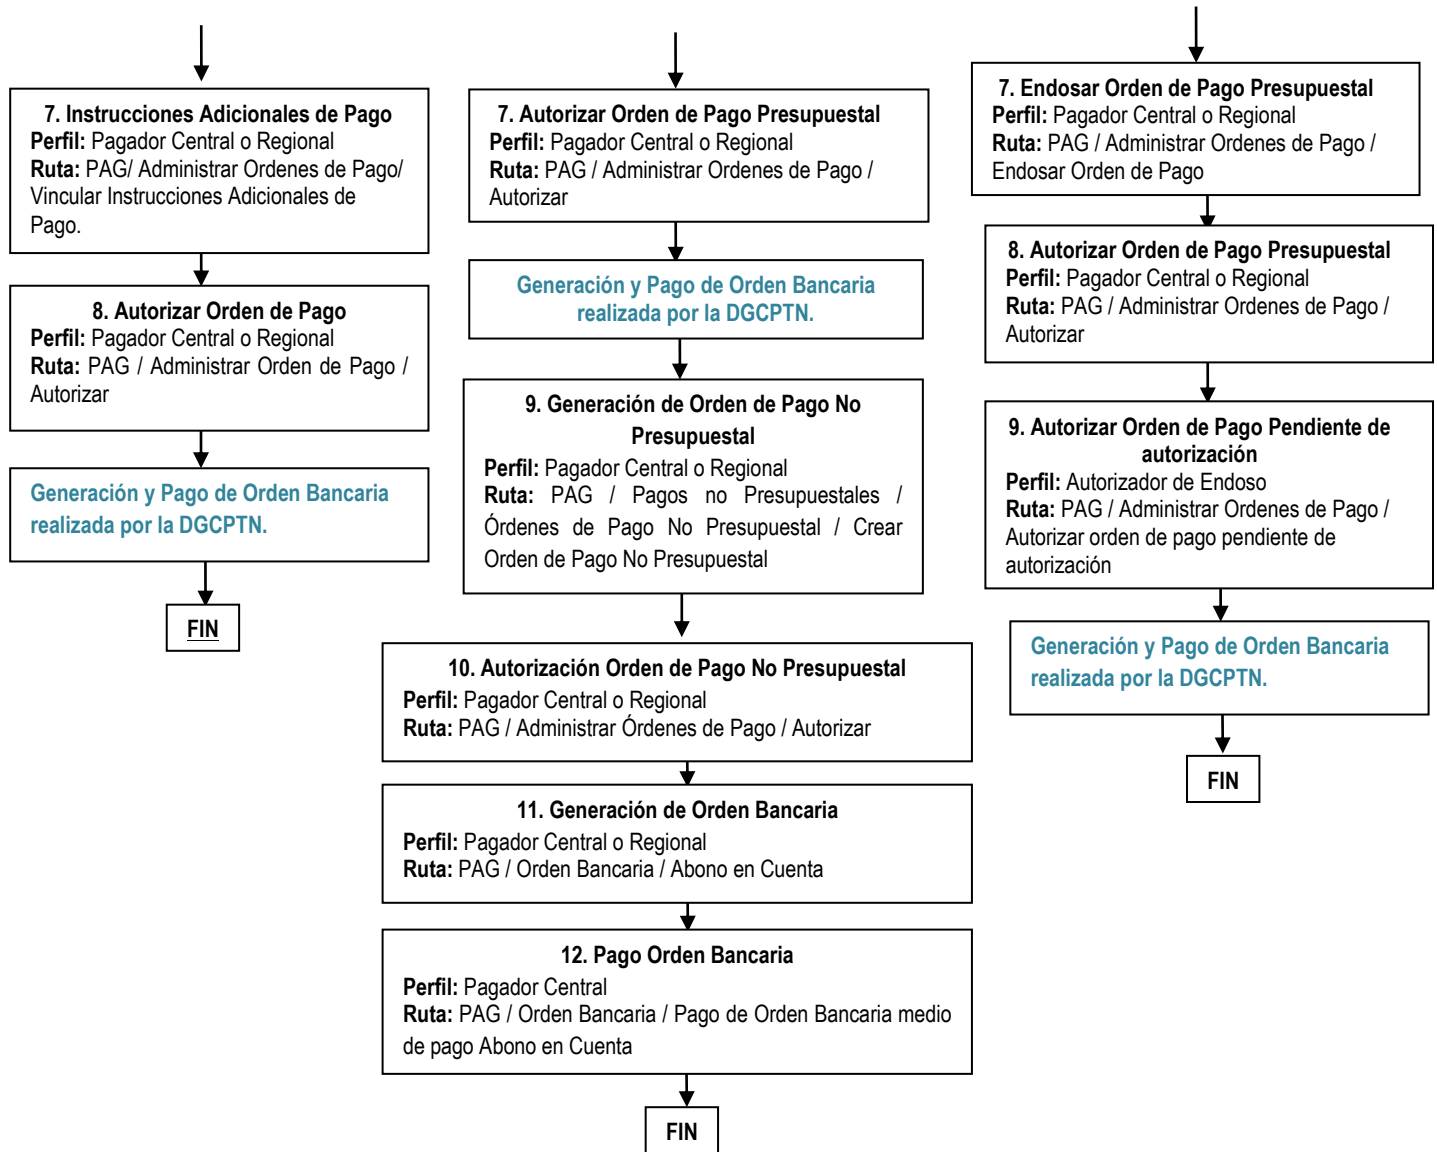 7. Instrucciones Adicionales de Pago
Perfil: Pagador Central o Regional
Ruta: PAG/ Administrar Ordenes de Pago/
Vincular Instrucciones Adicionales de
Pago.
8. Autorizar Orden de Pago
Perfil: Pagador Central o Regional
Ruta: PAG / Administrar Orden de Pago /
Autorizar
Generación y Pago de Orden Bancaria
realizada por la DGCPTN.
FIN
7. Autorizar Orden de Pago Presupuestal
Perfil: Pagador Central o Regional
Ruta: PAG / Administrar Ordenes de Pago /
Autorizar
Generación y Pago de Orden Bancaria
realizada por la DGCPTN.
9. Generación de Orden de Pago No
Presupuestal
Perfil: Pagador Central o Regional
Ruta: PAG / Pagos no Presupuestales /
Órdenes de Pago No Presupuestal / Crear
Orden de Pago No Presupuestal
10. Autorización Orden de Pago No Presupuestal
Perfil: Pagador Central o Regional
Ruta: PAG / Administrar Órdenes de Pago / Autorizar
11. Generación de Orden Bancaria
Perfil: Pagador Central o Regional
Ruta: PAG / Orden Bancaria / Abono en Cuenta
12. Pago Orden Bancaria
Perfil: Pagador Central
Ruta: PAG / Orden Bancaria / Pago de Orden Bancaria medio
de pago Abono en Cuenta
FIN
7. Endosar Orden de Pago Presupuestal
Perfil: Pagador Central o Regional
Ruta: PAG / Administrar Ordenes de Pago /
Endosar Orden de Pago
8. Autorizar Orden de Pago Presupuestal
Perfil: Pagador Central o Regional
Ruta: PAG / Administrar Ordenes de Pago /
Autorizar
9. Autorizar Orden de Pago Pendiente de
autorización
Perfil: Autorizador de Endoso
Ruta: PAG / Administrar Ordenes de Pago /
Autorizar orden de pago pendiente de
autorización
Generación y Pago de Orden Bancaria
realizada por la DGCPTN.
FIN